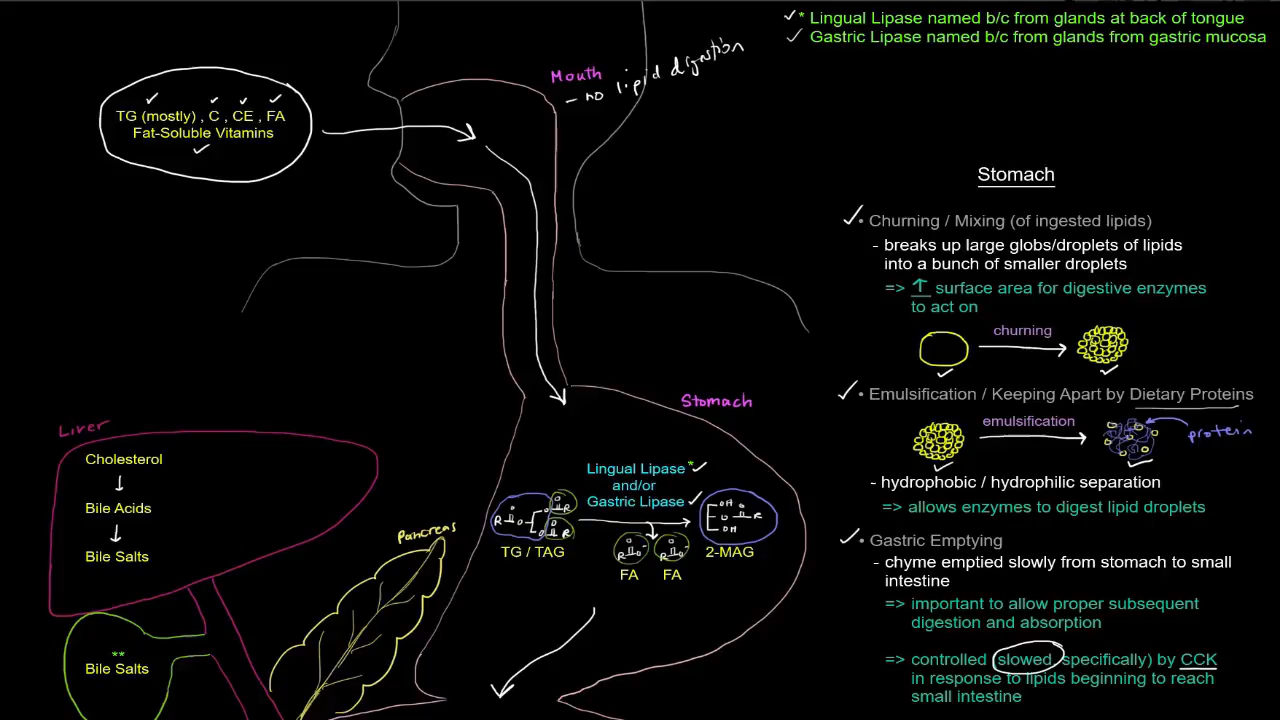 * Lingual Lipase named b/c from glands at back of tongue
Gastric Lipase named b/c from glands from gastric mucosa
Mouth
- no lipid digestion
TG (mostly) , C , CE , FA
Fat-Soluble Vitamins
Stomach
• Churning / Mixing (of ingested lipids)
- breaks up large globs/droplets of lipids
into a bunch of smaller droplets
=> ↑ surface area for digestive enzymes
to act on
churning
• Emulsification / Keeping Apart by Dietary Proteins
emulsification
protein
- hydrophobic / hydrophilic separation
=> allows enzymes to digest lipid droplets
• Gastric Emptying
- chyme emptied slowly from stomach to small
intestine
=> important to allow proper subsequent
digestion and absorption
=> controlled (slowed, specifically) by CCK
in response to lipids beginning to reach
small intestine
Stomach
Lingual Lipase *
and/or
Gastric Lipase
R O O O R O R
TG / TAG
OH O O R OH
2-MAG
R O O-
R O O-
FA
FA
Liver
Cholesterol
Bile Acids
Bile Salts
Pancreas
**
Bile Salts